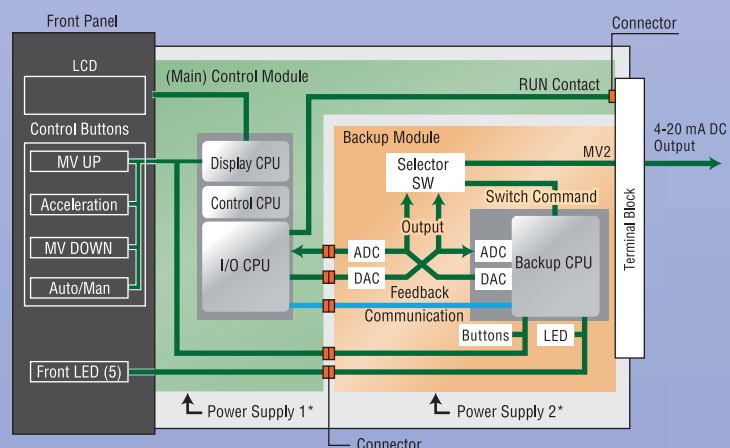 Front Panel
Connector
LCD
(Main) Control Module
RUN Contact
Control Buttons
Backup Module
4-20 mA DC
Output
MV UP
Display CPU
Selector
SW
MV2
Acceleration
Control CPU
Switch Command
Output
MV DOWN
I/O CPU
ADC
ADC
Backup CPU
Terminal Block
Auto/Man
DAC
DAC
Feedback
Communication
Buttons
LED
Front LED (5)
Power Supply 1*
Power Supply 2*
Connector